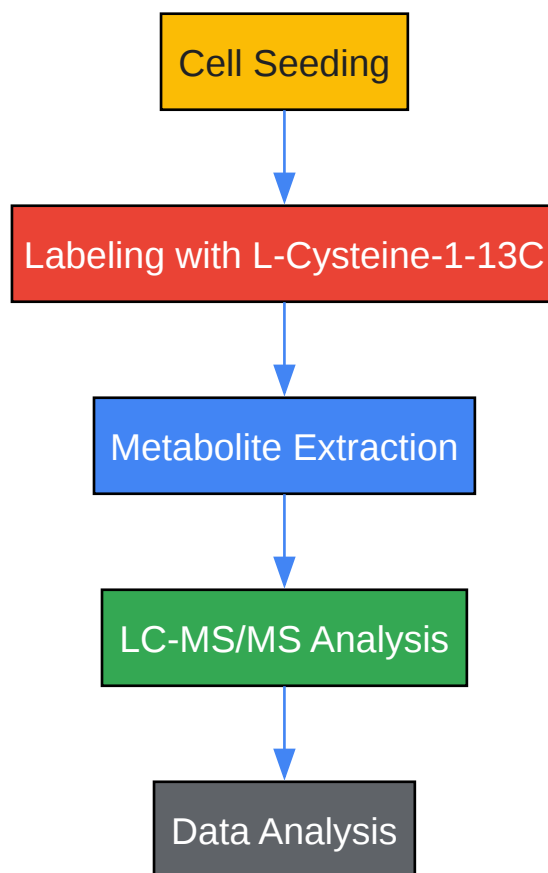 Cell Seeding
Labeling with L-Cysteine-1-13C
Metabolite Extraction
LC-MS/MS Analysis
Data Analysis